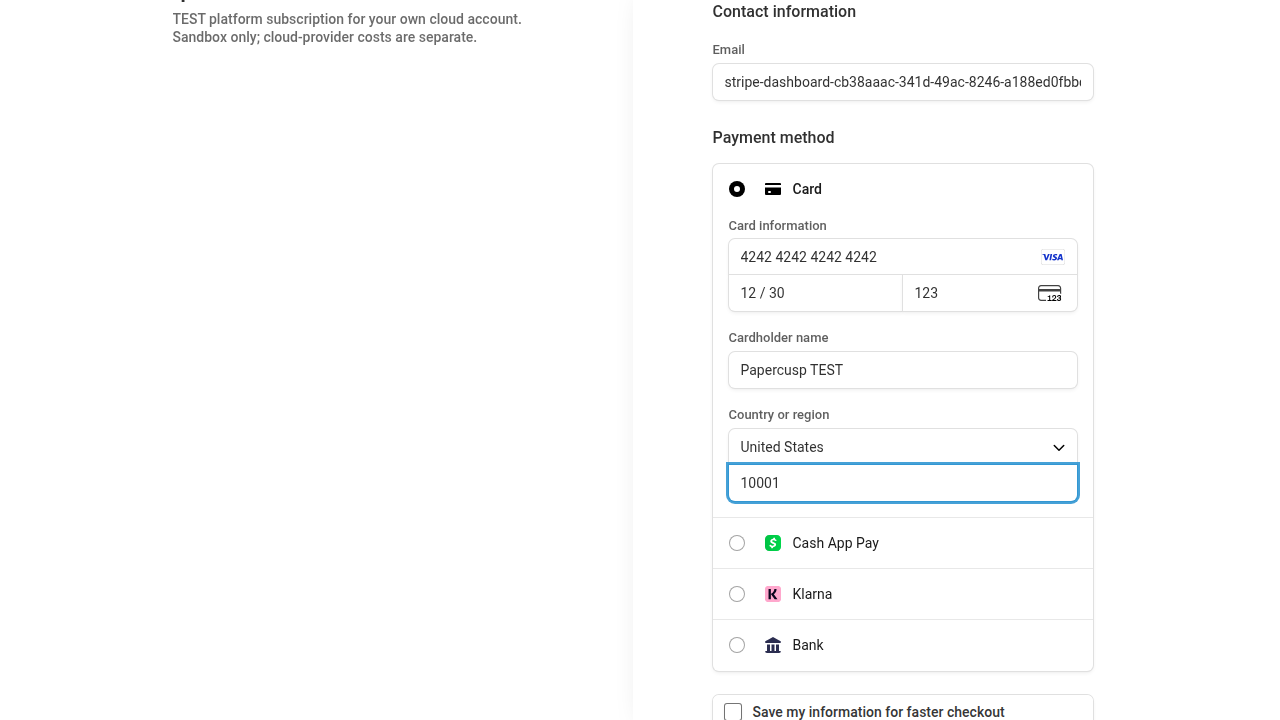 TEST platform subscription for your own cloud account.
Sandbox only; cloud-provider costs are separate.
Contact information
Email
stripe-dashboard-cb38aaac-341d-49ac-8246-a188ed0fbb
Payment method
Card
Card information
4242 4242 4242 4242
VISA
12 / 30
123
123
Cardholder name
Papercusp TEST
Country or region
United States
10001
$ Cash App Pay
K Klarna
Bank
Save my information for faster checkout